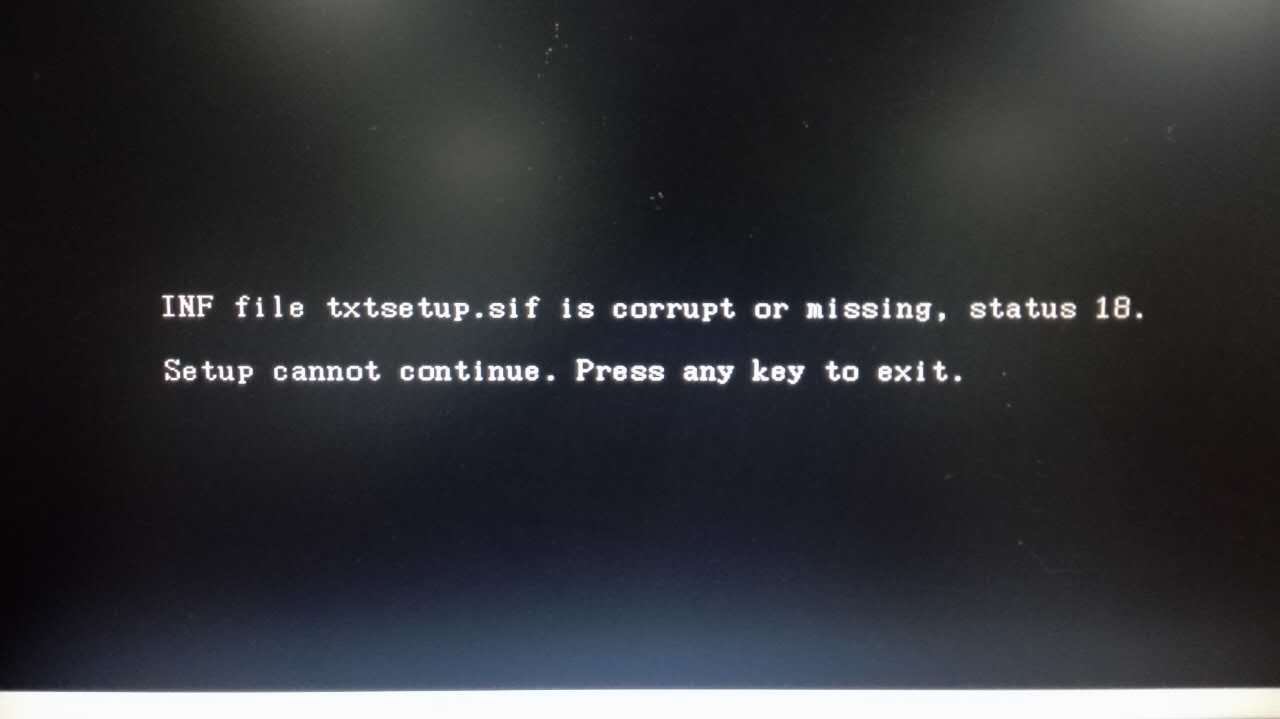 INF file txtsetup.sif is corrupt or missing, status 18.
Setup cannot continue. Press any key to exit.